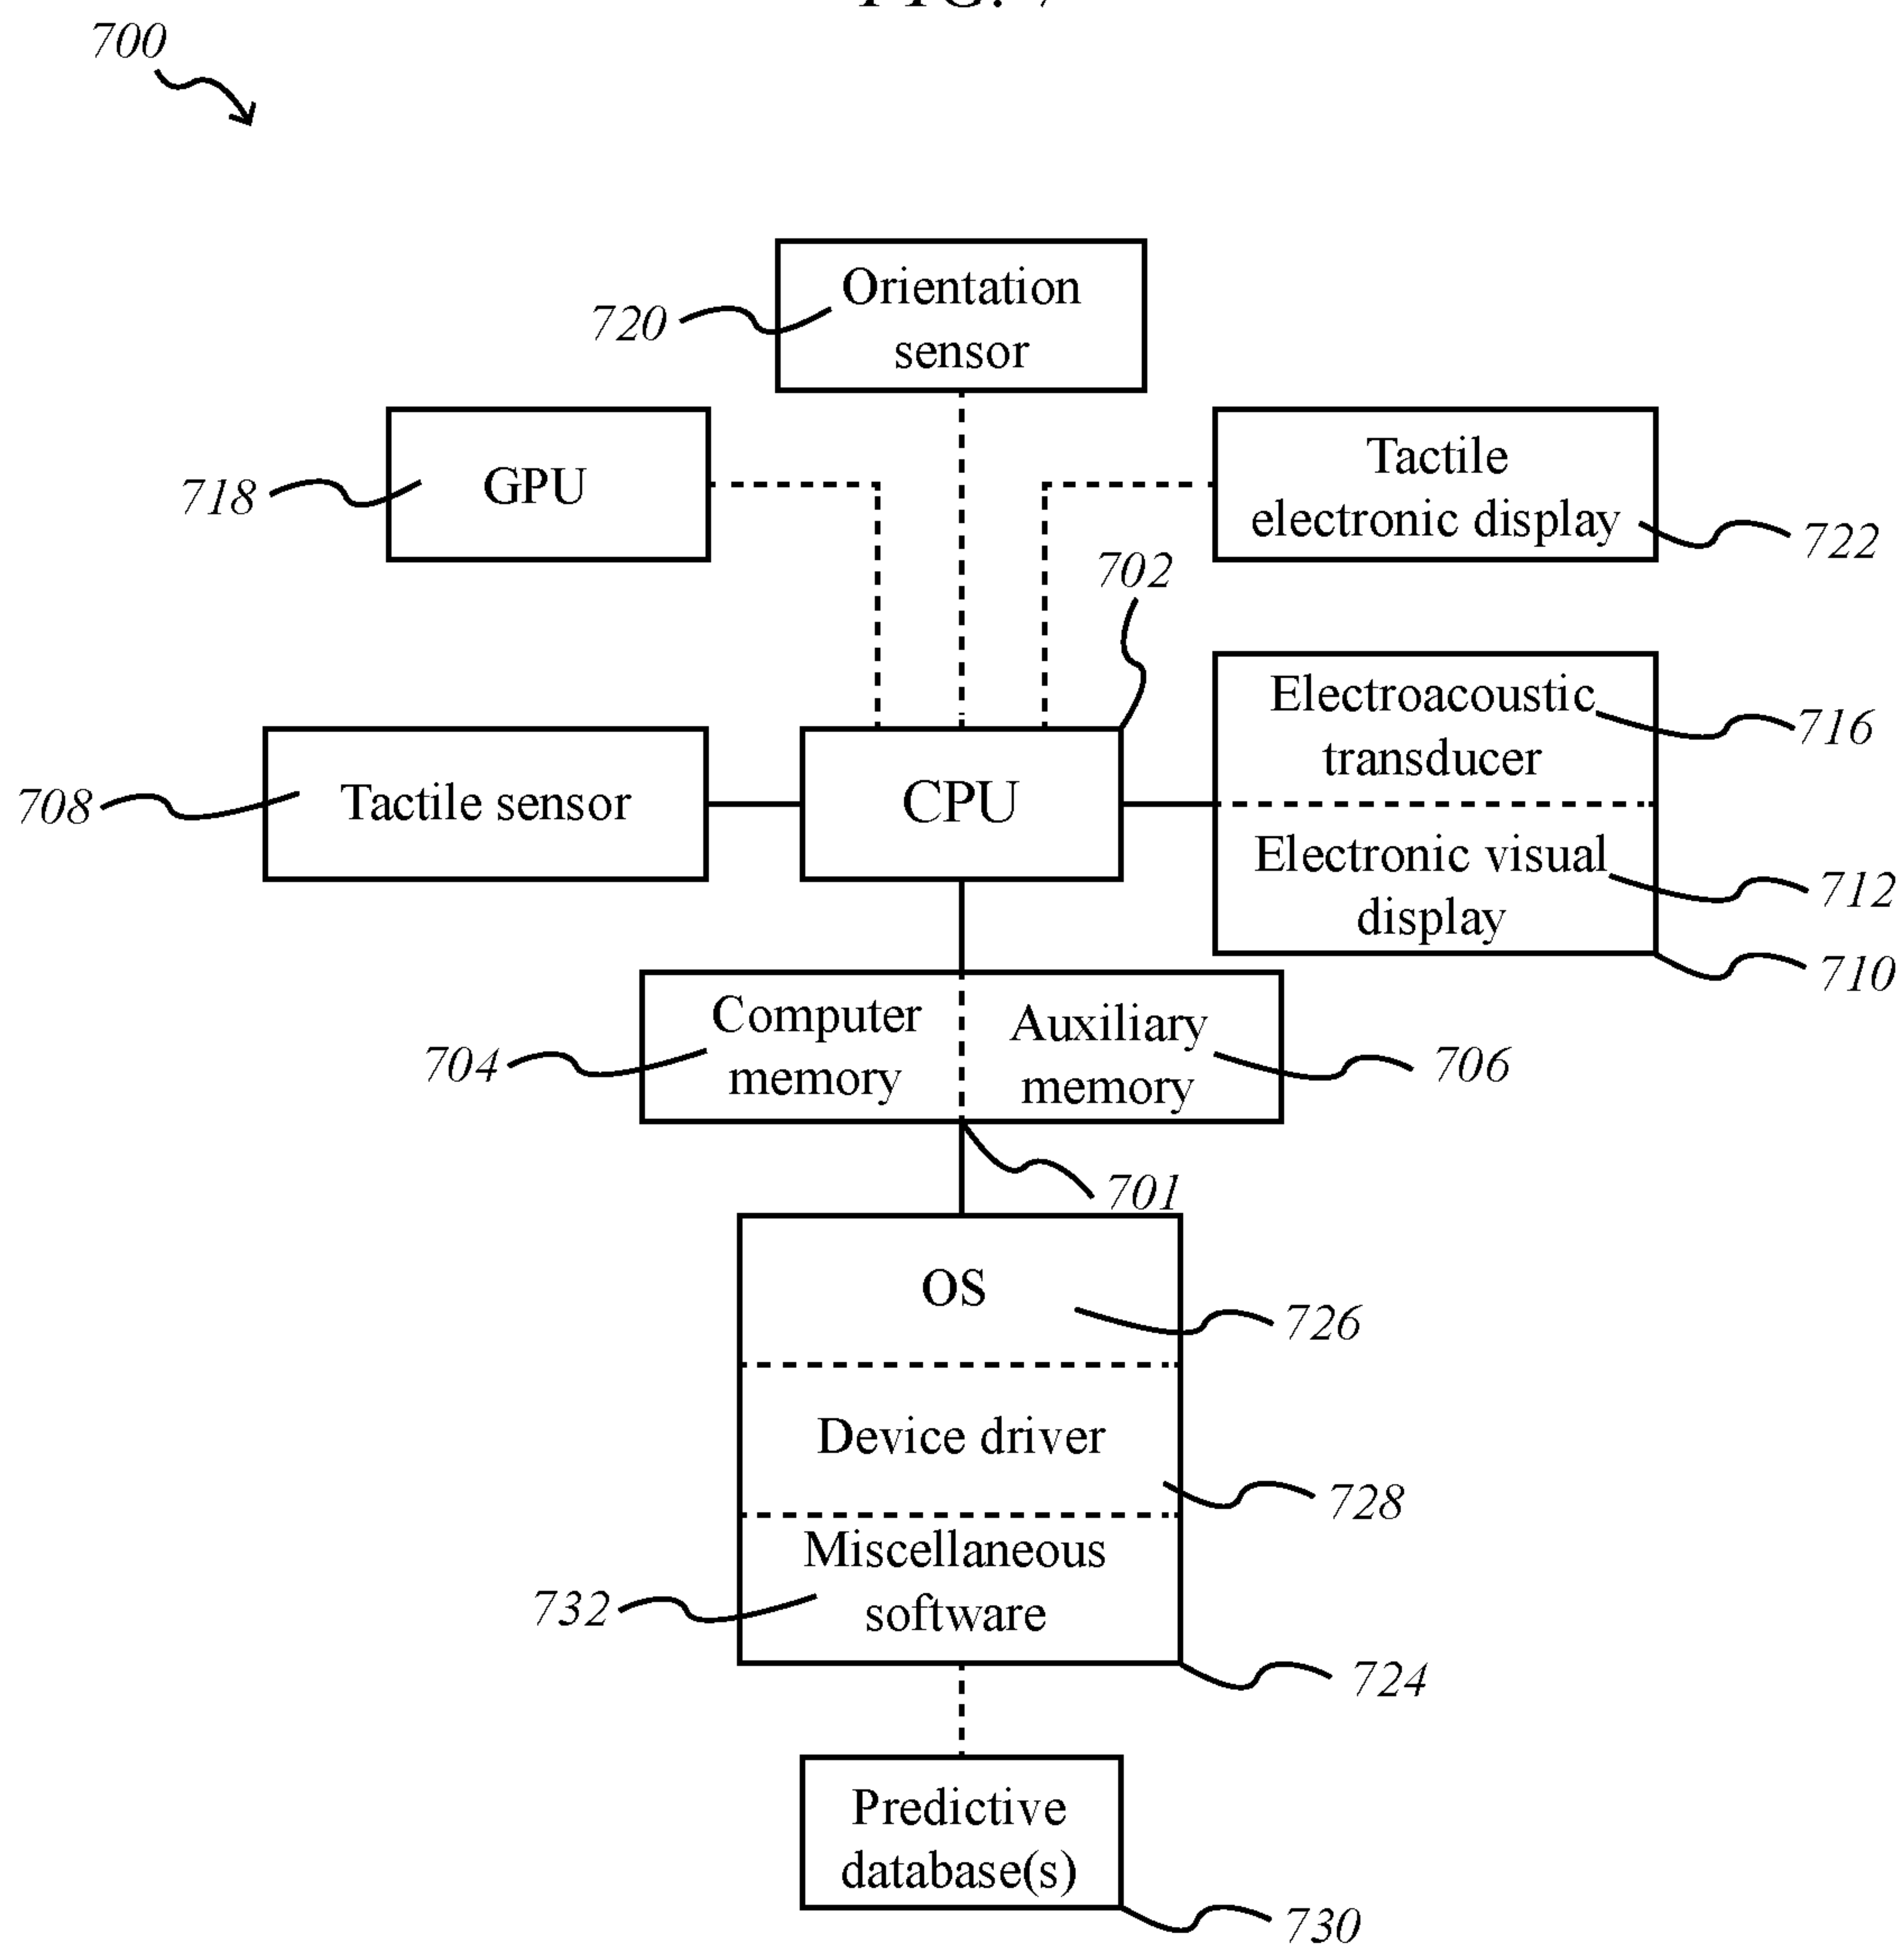 FIG. 7
700
Orientation
sensor
720
GPU
718
Tactile
electronic display
722
702
Electroacoustic
transducer
716
Tactile sensor
708
CPU
Electronic visual
display
712
710
Computer
memory
704
Auxiliary
memory
706
701
OS
726
Device driver
728
Miscellaneous
software
732
724
Predictive
database(s)
730